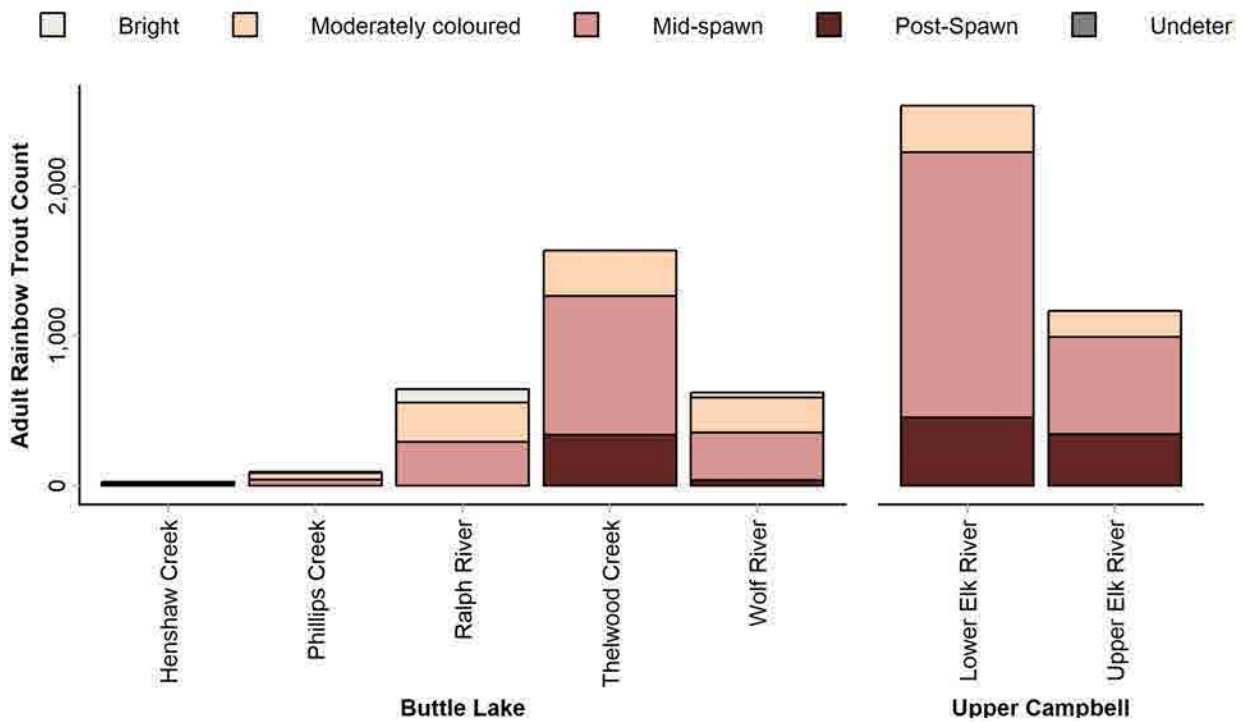 Bright Moderately coloured Mid-spawn Post-Spawn Undeter
Adult Rainbow Trout Count
2,000
1,000
0
Henshaw Creek
Phillips Creek
Ralph River
Thelwood Creek
Wolf River
Lower Elk River
Upper Elk River
Buttle Lake Upper Campbell